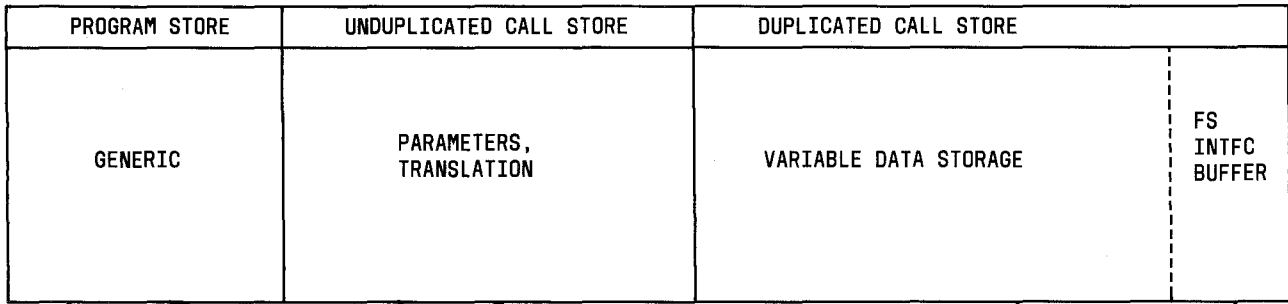 PROGRAM STORE
UNDUPLICATED CALL STORE
DUPLICATED CALL STORE
GENERIC
PARAMETERS,
TRANSLATION
VARIABLE DATA STORAGE
FS
INTFC
BUFFER